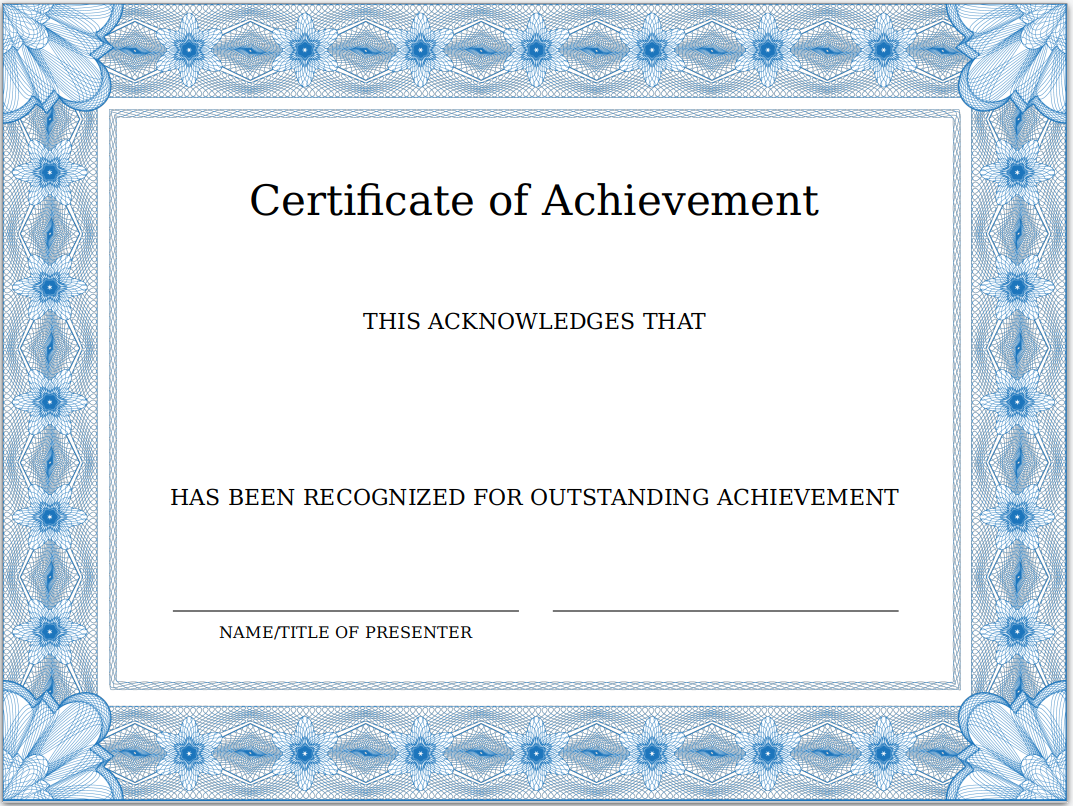 Certificate of Achievement
THIS ACKNOWLEDGES THAT
HAS BEEN RECOGNIZED FOR OUTSTANDING ACHIEVEMENT
NAME/TITLE OF PRESENTER